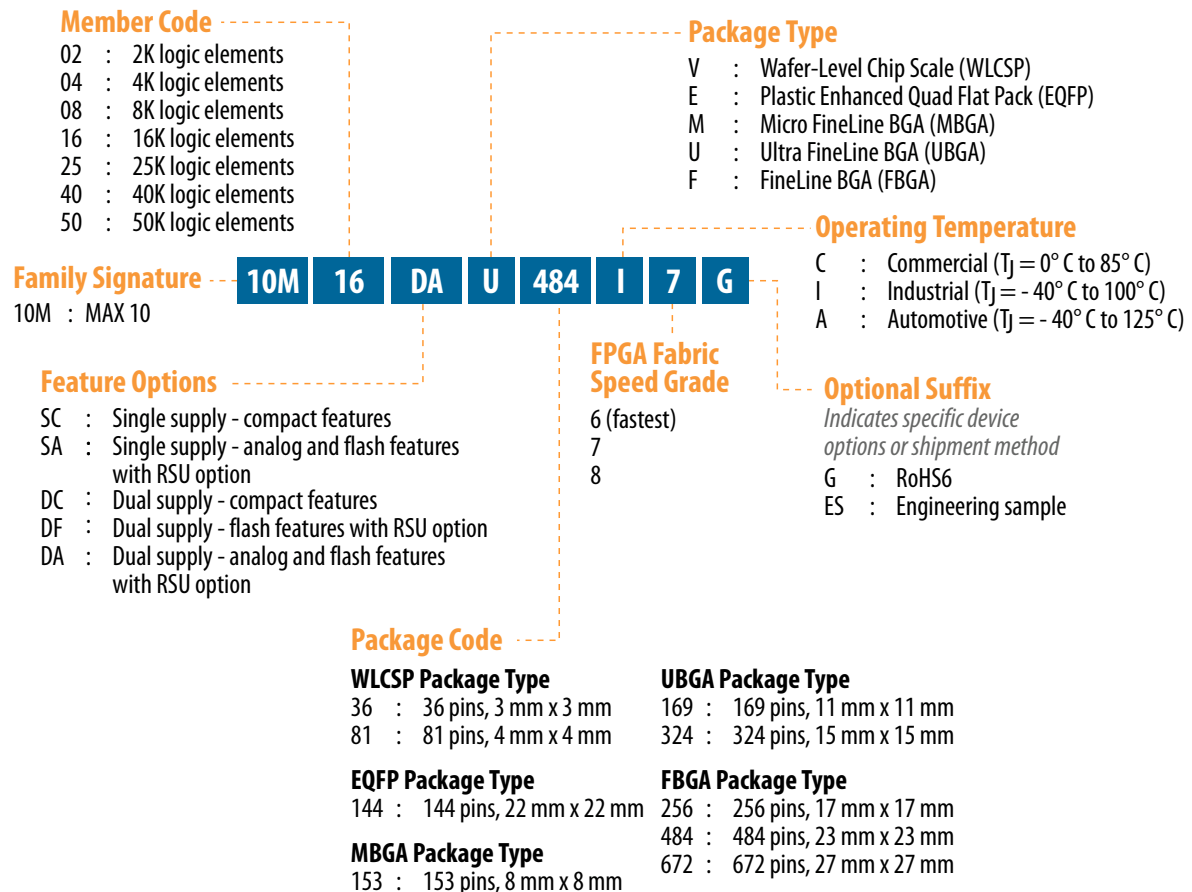 Member Code
02 : 2K logic elements
04 : 4K logic elements
08 : 8K logic elements
16 : 16K logic elements
25 : 25K logic elements
40 : 40K logic elements
50 : 50K logic elements
Package Type
V : Wafer-Level Chip Scale (WLCSP)
E : Plastic Enhanced Quad Flat Pack (EQFP)
M : Micro FineLine BGA (MBGA)
U : Ultra FineLine BGA (UBGA)
F : FineLine BGA (FBGA)
Operating Temperature
C : Commercial (TJ = 0° C to 85° C)
I : Industrial (TJ = - 40° C to 100° C)
A : Automotive (TJ = - 40° C to 125° C)
Family Signature
10M : MAX 10
10M 16 DA U 484 I 7 G
Feature Options
SC : Single supply - compact features
SA : Single supply - analog and flash features
with RSU option
DC : Dual supply - compact features
DF : Dual supply - flash features with RSU option
DA : Dual supply - analog and flash features
with RSU option
FPGA Fabric
Speed Grade
6 (fastest)
7
8
Optional Suffix
Indicates specific device
options or shipment method
G : RoHS6
ES : Engineering sample
Package Code
WLCSP Package Type
36 : 36 pins, 3 mm x 3 mm
81 : 81 pins, 4 mm x 4 mm
EQFP Package Type
144 : 144 pins, 22 mm x 22 mm
MBGA Package Type
153 : 153 pins, 8 mm x 8 mm
UBGA Package Type
169 : 169 pins, 11 mm x 11 mm
324 : 324 pins, 15 mm x 15 mm
FBGA Package Type
256 : 256 pins, 17 mm x 17 mm
484 : 484 pins, 23 mm x 23 mm
672 : 672 pins, 27 mm x 27 mm